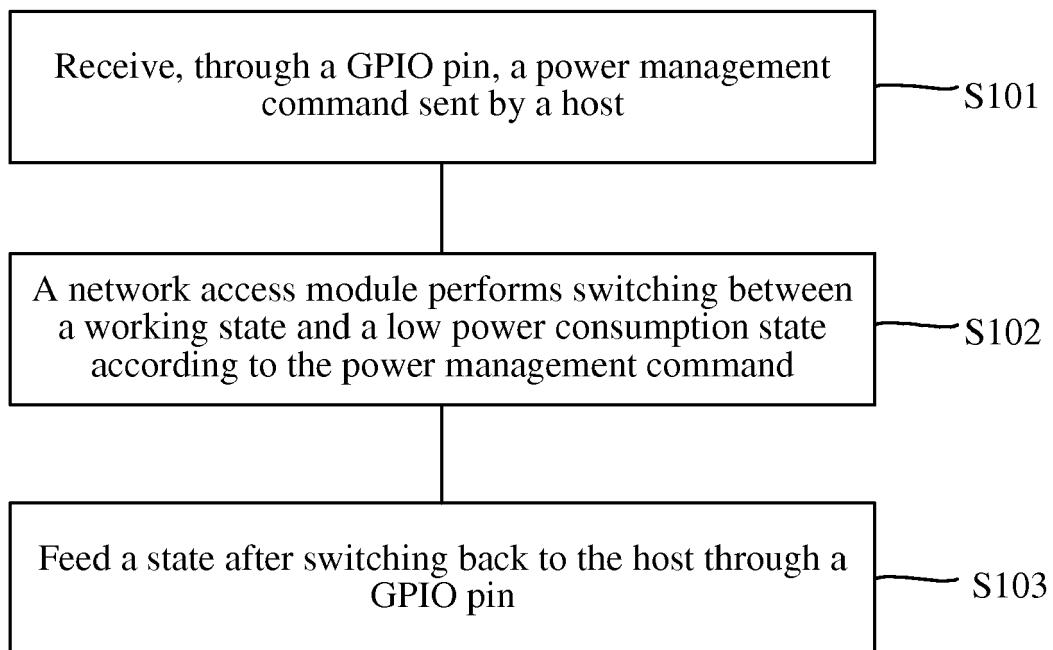 Receive, through a GPIO pin, a power management
command sent by a host
S101
A network access module performs switching between
a working state and a low power consumption state
according to the power management command
S102
Feed a state after switching back to the host through a
GPIO pin
S103